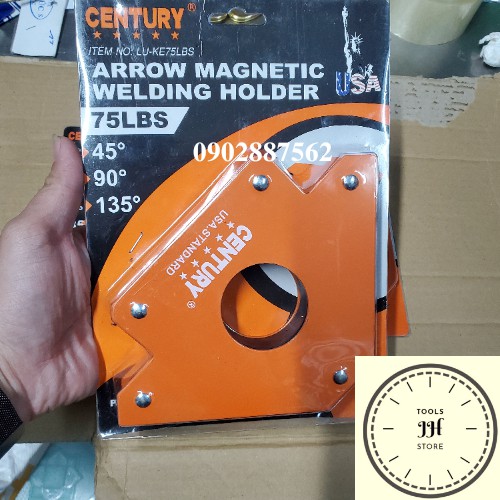 CENTURY®
ITEM NO: LU-KE75LBS
USA
ARROW MAGNETIC
WELDING HOLDER
75LBS
45°
90°
135°
0902887562
CENTURY®
USA.STANDARD
TOOLS
JH
STORE